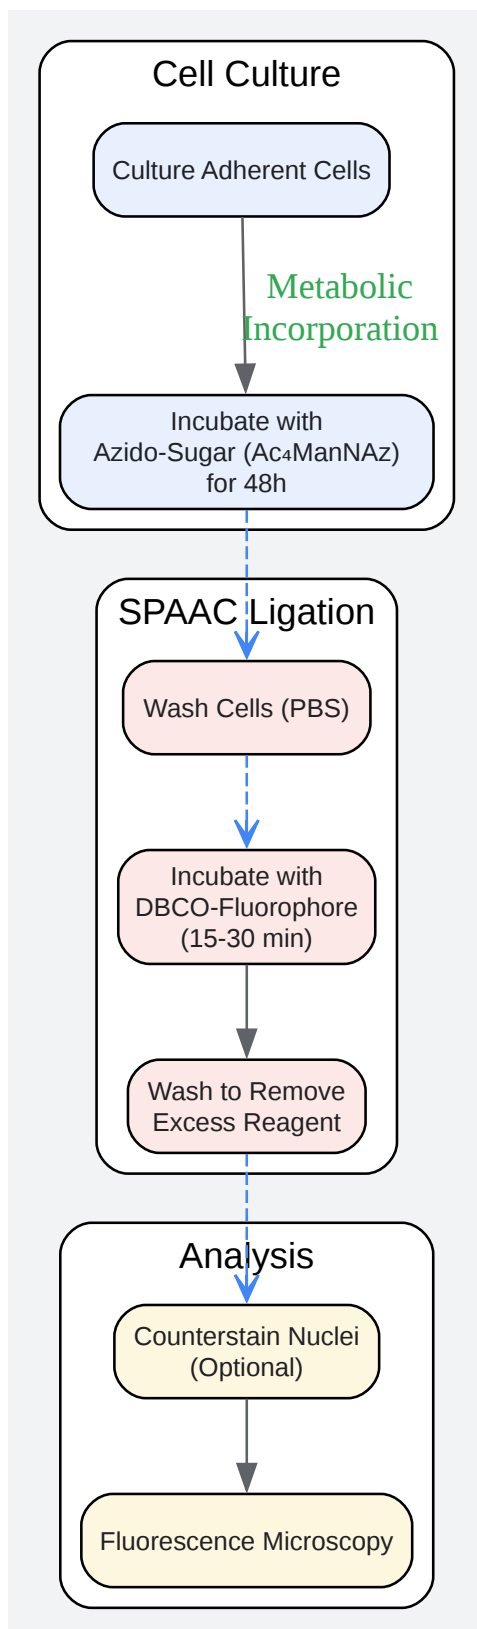 Cell Culture
Culture Adherent Cells
Metabolic
Incorporation
Incubate with
Azido-Sugar (Ac₄ManNAz)
for 48h
SPAAC Ligation
Wash Cells (PBS)
Incubate with
DBCO-Fluorophore
(15-30 min)
Wash to Remove
Excess Reagent
Analysis
Counterstain Nuclei
(Optional)
Fluorescence Microscopy